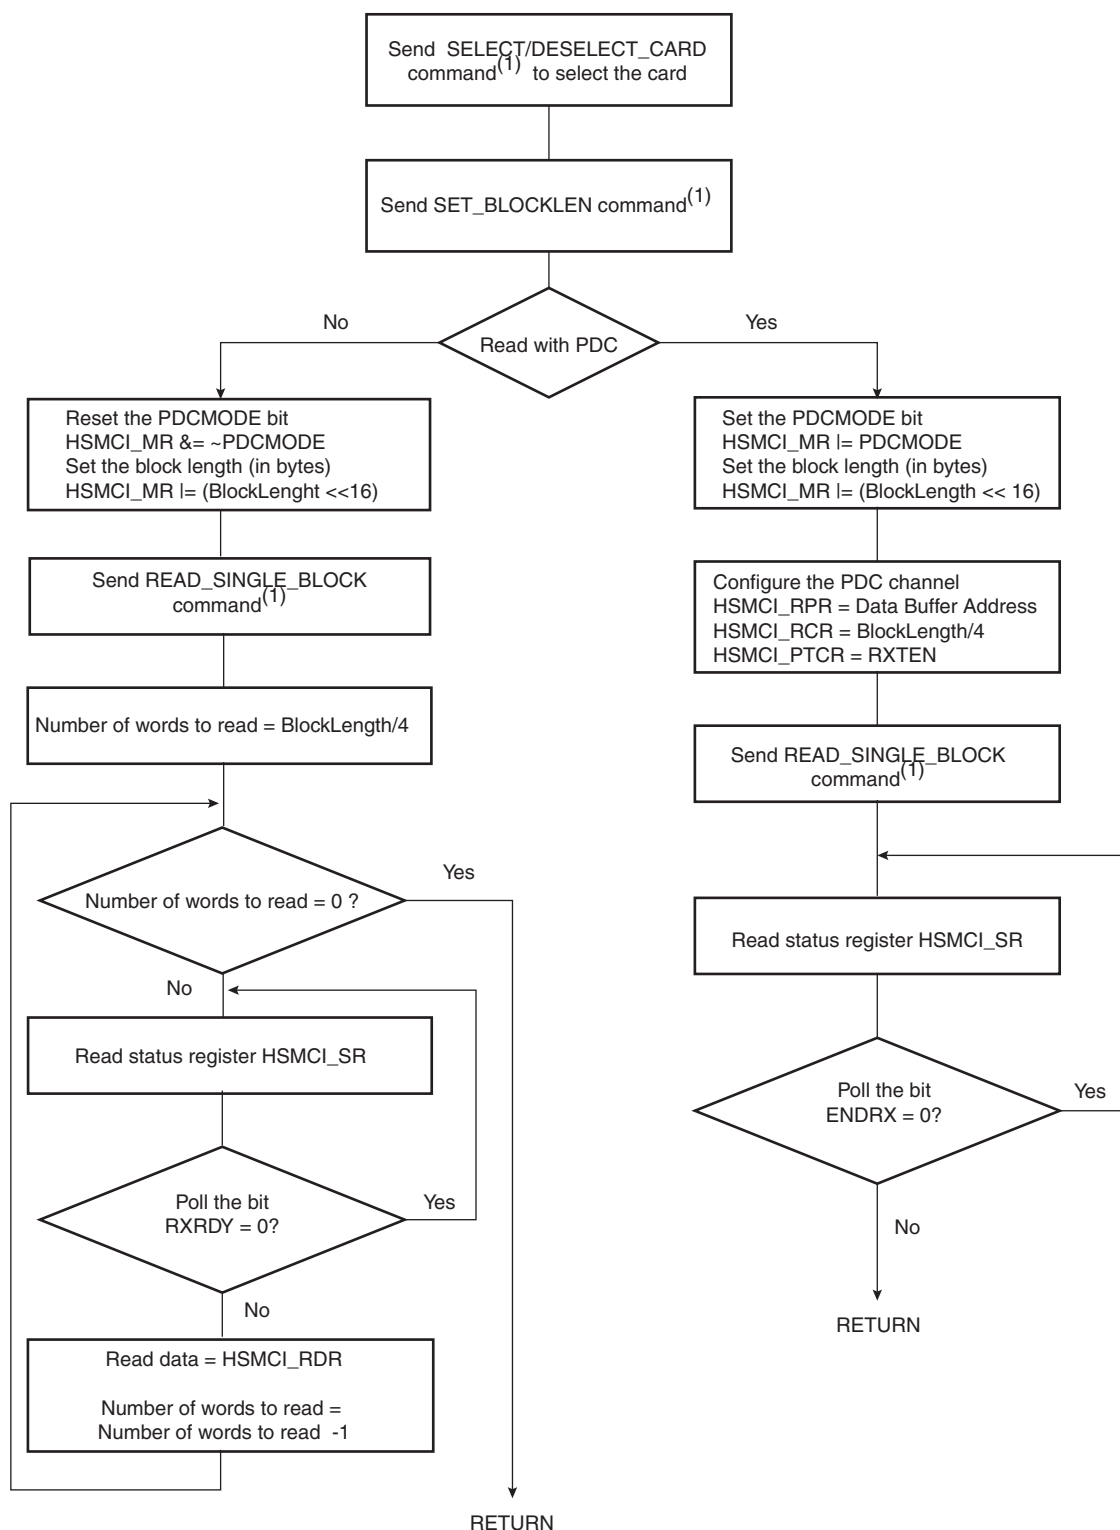 Send SELECT/DESELECT_CARD
command(1) to select the card
Send SET_BLOCKLEN command(1)
Read with PDC
No
Yes
Reset the PDCMODE bit
HSMCI_MR &= ~PDCMODE
Set the block length (in bytes)
HSMCI_MR |= (BlockLenght <<16)
Send READ_SINGLE_BLOCK
command(1)
Number of words to read = BlockLength/4
Number of words to read = 0 ?
Yes
No
Read status register HSMCI_SR
Poll the bit
RXRDY = 0?
Yes
No
Read data = HSMCI_RDR
Number of words to read =
Number of words to read -1
RETURN
Set the PDCMODE bit
HSMCI_MR |= PDCMODE
Set the block length (in bytes)
HSMCI_MR |= (BlockLength << 16)
Configure the PDC channel
HSMCI_RPR = Data Buffer Address
HSMCI_RCR = BlockLength/4
HSMCI_PTCR = RXTEN
Send READ_SINGLE_BLOCK
command(1)
Read status register HSMCI_SR
Poll the bit
ENDRX = 0?
Yes
No
RETURN